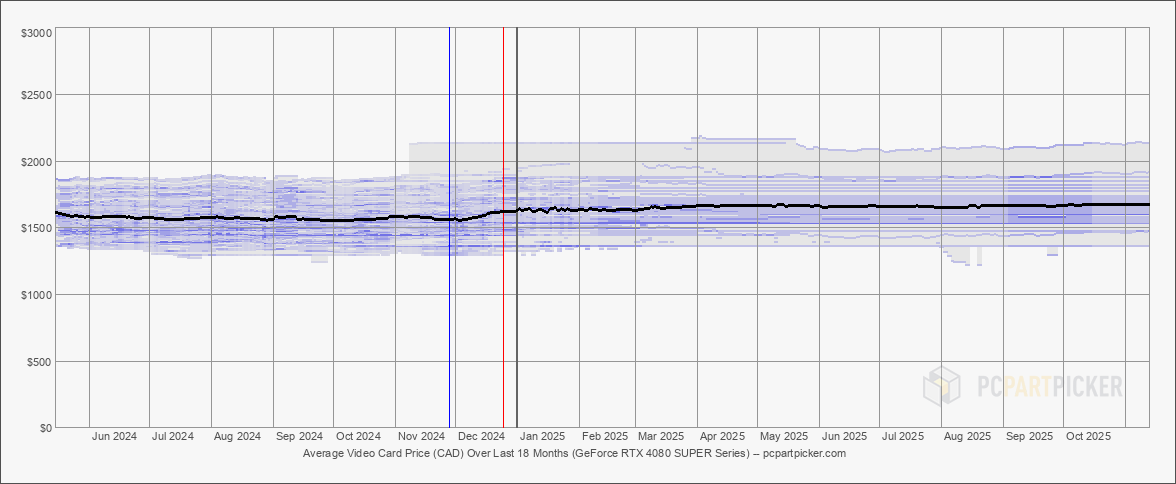 $3000
$2500
$2000
$1500
$1000
$500
$0
PCPARTPICKER
Jun 2024 Jul 2024 Aug 2024 Sep 2024 Oct 2024 Nov 2024 Dec 2024 Jan 2025 Feb 2025 Mar 2025 Apr 2025 May 2025 Jun 2025 Jul 2025 Aug 2025 Sep 2025 Oct 2025
Average Video Card Price (CAD) Over Last 18 Months (GeForce RTX 4080 SUPER Series) -- pcpartpicker.com